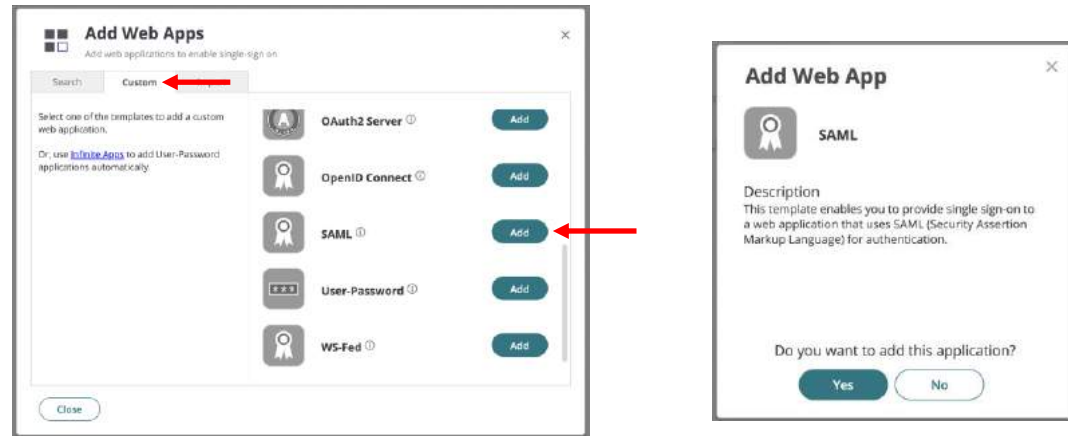 Add Web Apps
Add web applications to enable single-sign on
Search
Custom
Select one of the templates to add a custom
web application.
Or, use Infinite Apps to add User-Password
applications automatically.
OAuth2 Server
Add
OpenID Connect
Add
SAML
Add
User-Password
Add
WS-Fed
Add
Close
Add Web App
SAML
Description
This template enables you to provide single sign-on to
a web application that uses SAML (Security Assertion
Markup Language) for authentication.
Do you want to add this application?
Yes
No